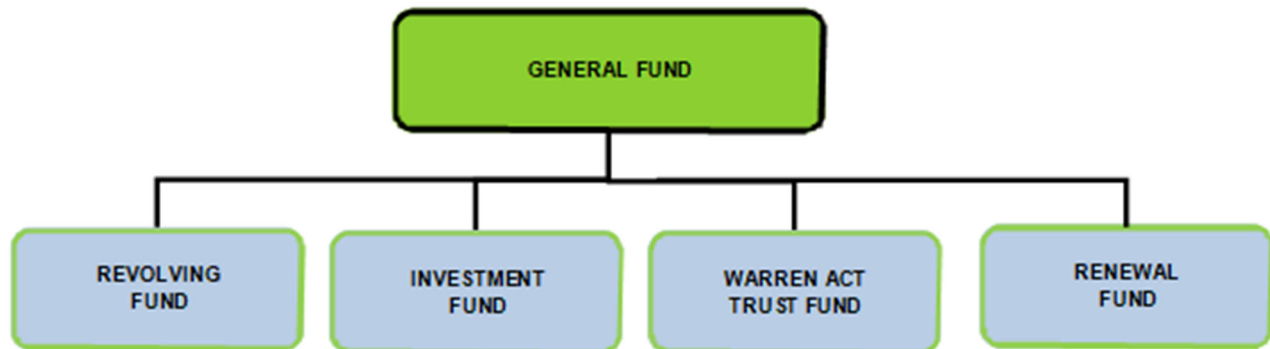 GENERAL FUND
REVOLVING
FUND
INVESTMENT
FUND
WARREN ACT
TRUST FUND
RENEWAL
FUND